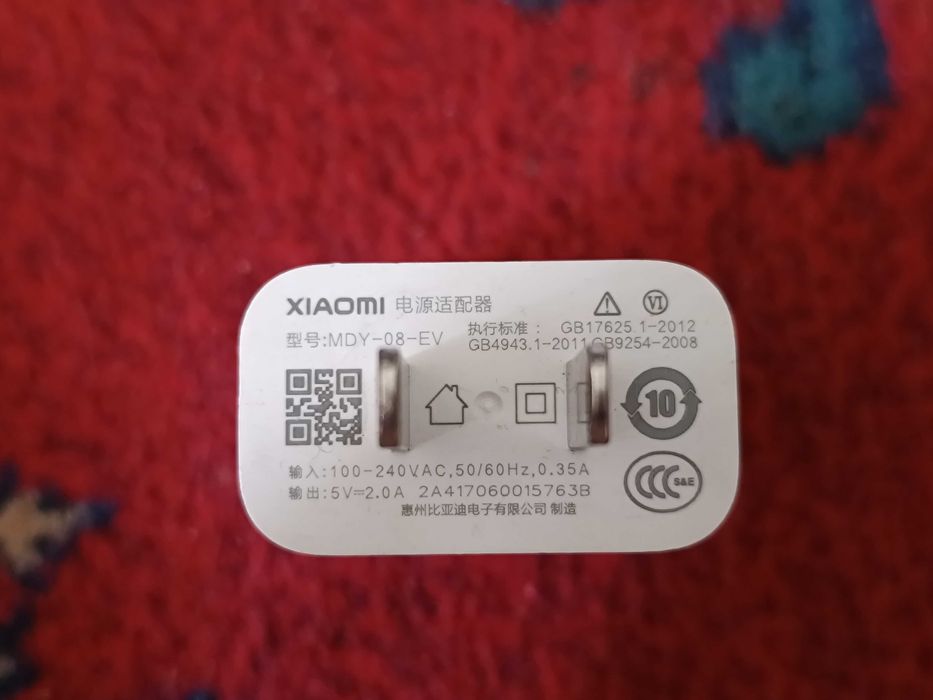 XIAOMI 电源适配器
VI
型号:MDY-08-EV
执行标准: GB17625.1-2012
GB4943.1-2011 GB9254-2008
10
输入:100-240VAC,50/60Hz,0.35A
S&E
输出:5V=2.0A 2A417060015763B
惠州比亚迪电子有限公司 制造